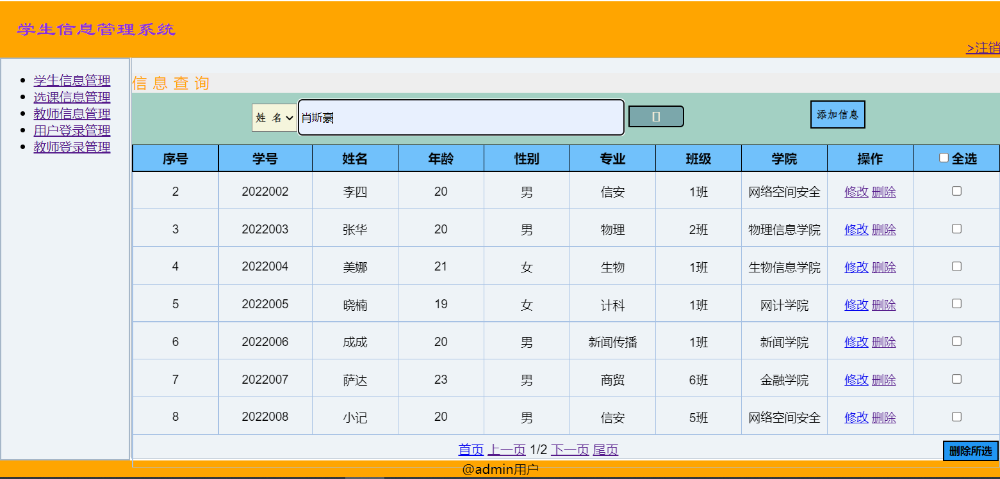 学生信息管理系统
>注销
学生信息管理
选课信息管理
教师信息管理
用户登录管理
教师登录管理
信 息 查 询
姓 名 肖斯豪 添加信息
序号 学号 姓名 年龄 性别 专业 班级 学院 操作 全选
2 2022002 李四 20 男 信安 1班 网络空间安全 修改 删除
3 2022003 张华 20 男 物理 2班 物理信息学院 修改 删除
4 2022004 美娜 21 女 生物 1班 生物信息学院 修改 删除
5 2022005 晓楠 19 女 计科 1班 网计学院 修改 删除
6 2022006 成成 20 男 新闻传播 1班 新闻学院 修改 删除
7 2022007 萨达 23 男 商贸 6班 金融学院 修改 删除
8 2022008 小记 20 男 信安 5班 网络空间安全 修改 删除
首页 上一页 1/2 下一页 尾页 删除所选
@admin用户